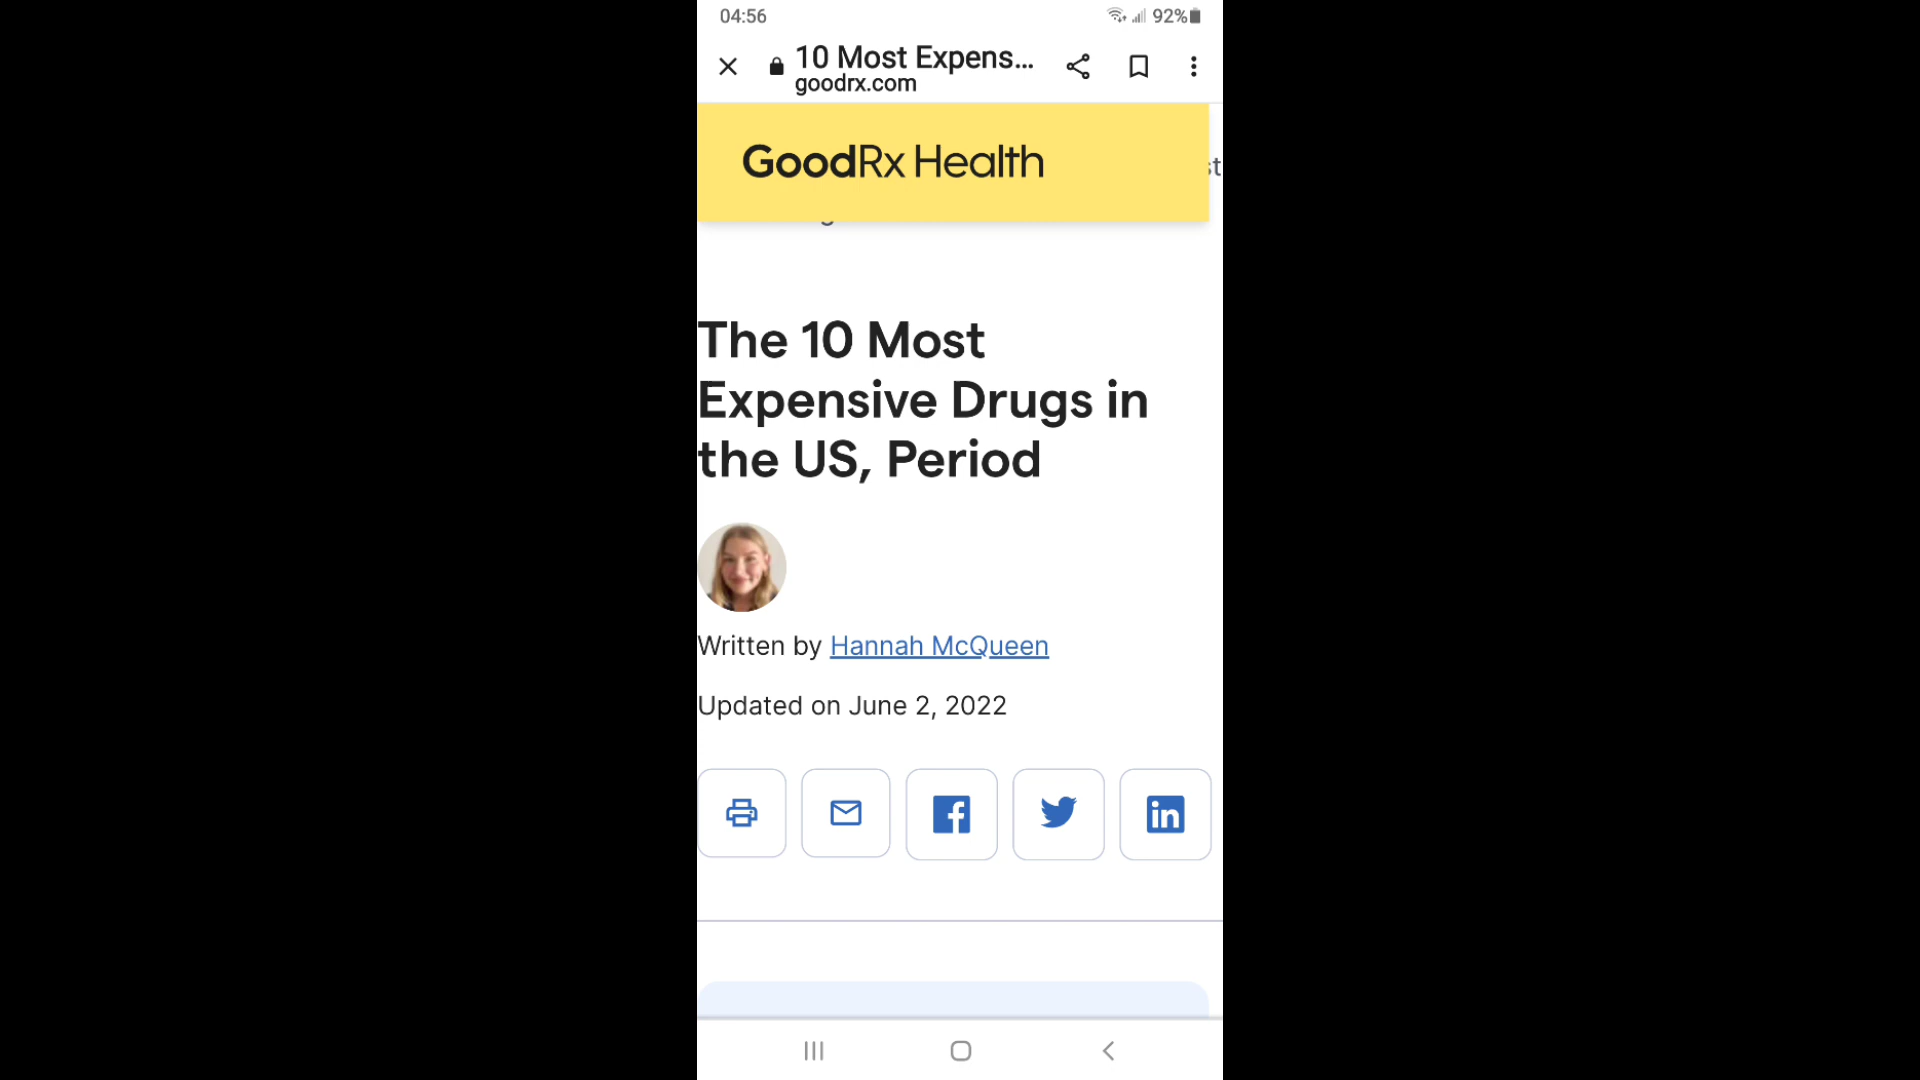 04:56
92%
10 Most Expens...
goodrx.com
GoodRx Health
The 10 Most
Expensive Drugs in
the US, Period
Written by Hannah McQueen
Updated on June 2, 2022